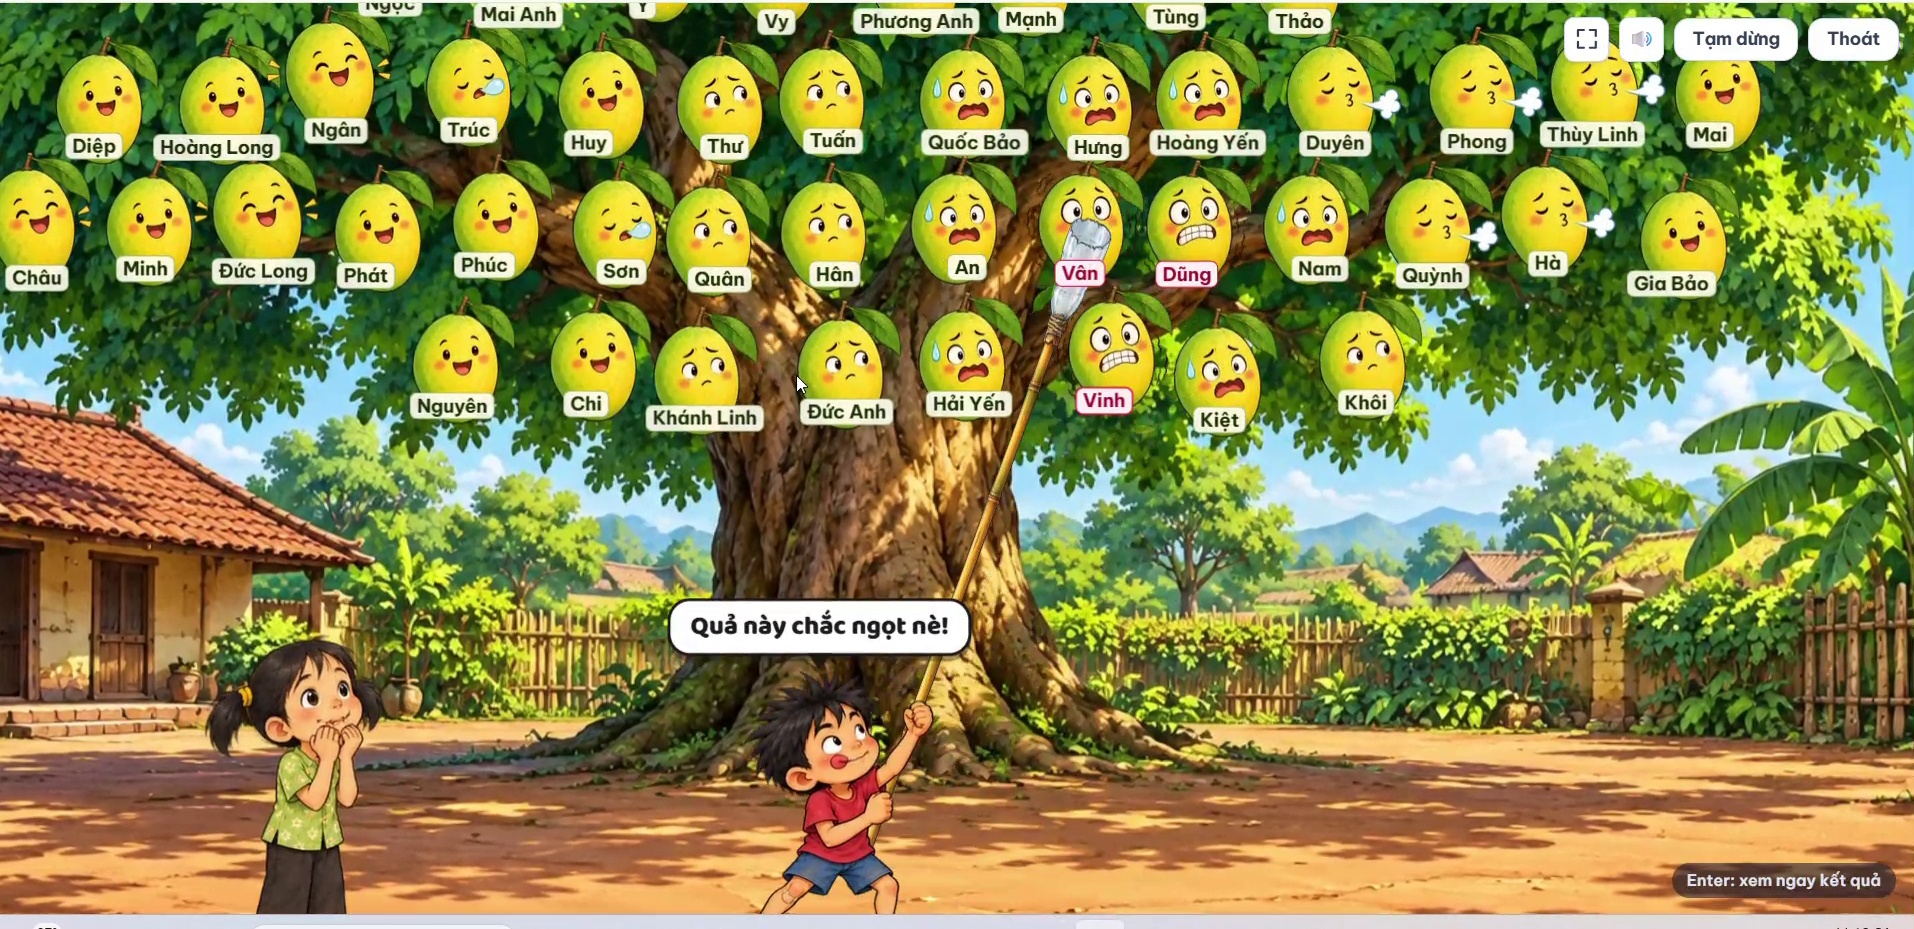 Ngọc
Mai Anh
Vy
Phương Anh
Mạnh
Tùng
Thảo
Tạm dừng
Thoát
Diệp
Hoàng Long
Ngân
Trúc
Huy
Thư
Tuấn
Quốc Bảo
Hưng
Hoàng Yến
Duyên
Phong
Thùy Linh
Mai
Châu
Minh
Đức Long
Phát
Phúc
Sơn
Quân
Hân
An
Vân
Dũng
Nam
Quỳnh
Hà
Gia Bảo
Nguyên
Chi
Khánh Linh
Đức Anh
Hải Yến
Vinh
Kiệt
Khôi
Quả này chắc ngọt nè!
Enter: xem ngay kết quả